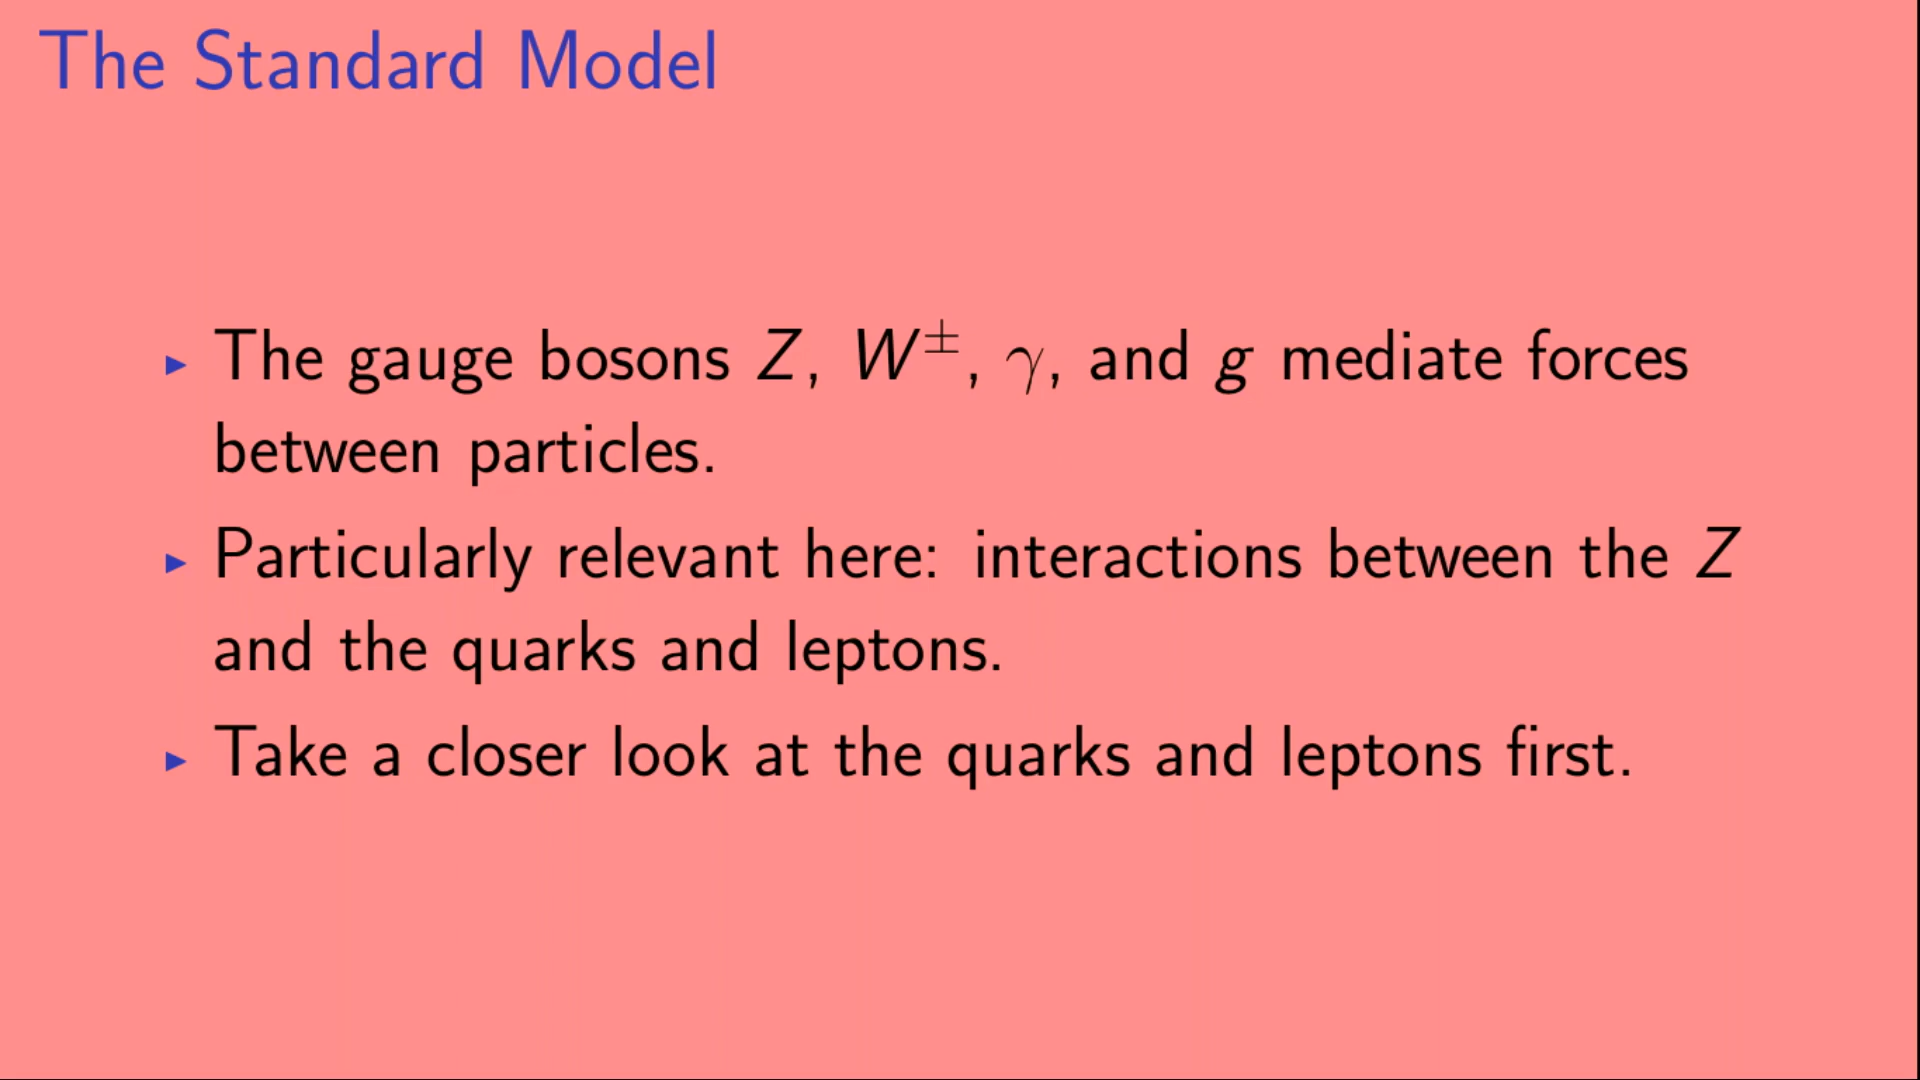 The Standard Model
▸ The gauge bosons Z, W±, γ, and g mediate forces
between particles.
▸ Particularly relevant here: interactions between the Z
and the quarks and leptons.
▸ Take a closer look at the quarks and leptons first.